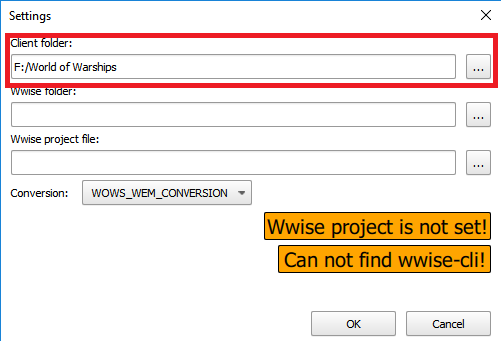 Settings
Client folder:
F:/World of Warships
...
Wwise folder:
...
Wwise project file:
...
Conversion: WOWS_WEM_CONVERSION
Wwise project is not set!
Can not find wwise-cli!
OK Cancel